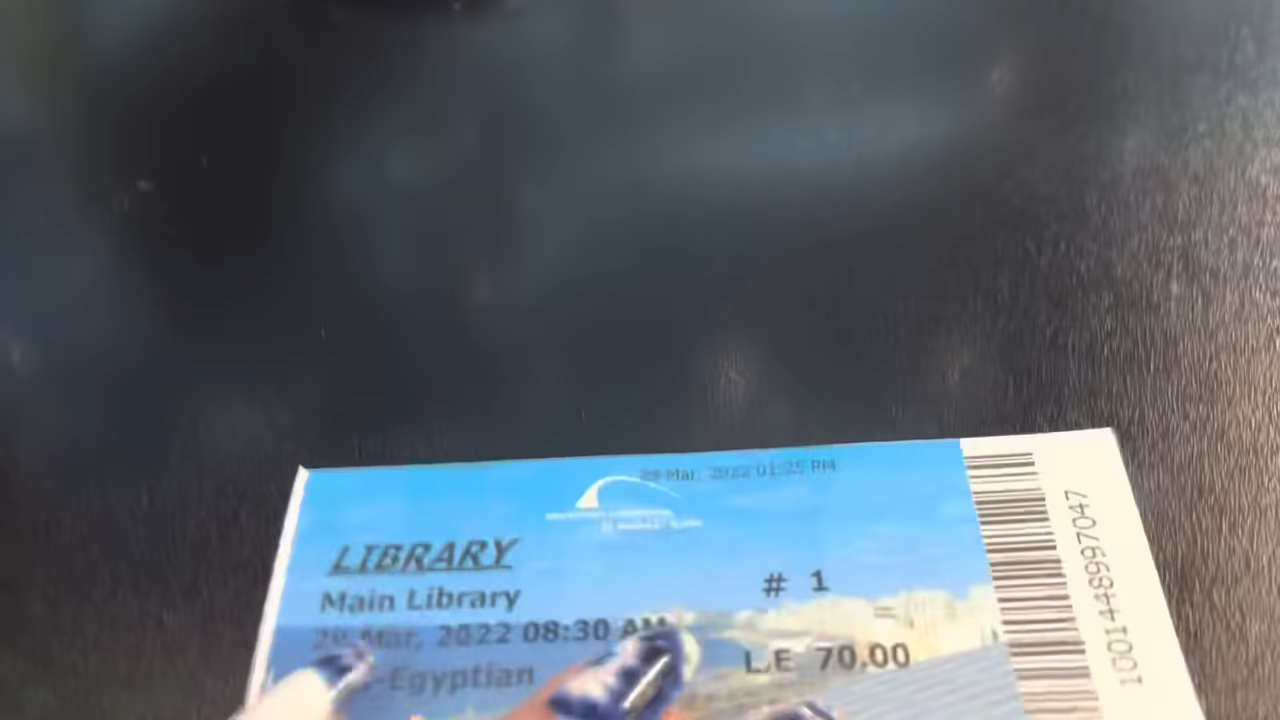 Mar, 2022 01:25 PM
LIBRARY
Main Library
# 1
Mar, 2022 08:30 AM
=
-Egyptian
L.E 70.00
1001448997047